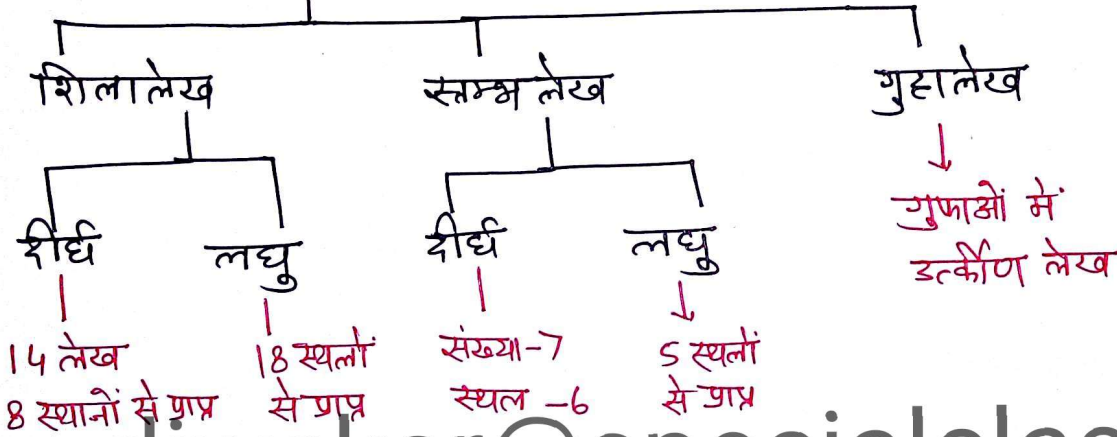 शिलालेख स्तम्भ लेख गुहालेख
दीर्घ लघु दीर्घ लघु
गुफाओं में
उत्कीर्ण लेख
14 लेख 18 स्थलों संख्या-7 5 स्थलों
8 स्थानों से प्राप्त से प्राप्त स्थल -6 से प्राप्त